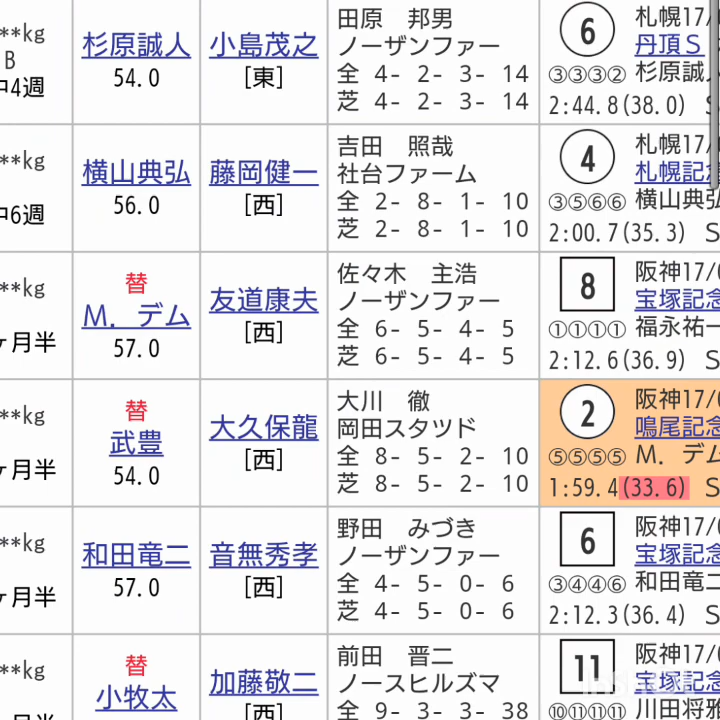 **kg
B
中4週
杉原誠人
54.0
小島茂之
[東]
田原 邦男
ノーザンファー
全 4- 2- 3- 14
芝 4- 2- 3- 14
6
札幌17/
丹頂S
③③③② 杉原誠
2:44.8(38.0) S
**kg
中6週
横山典弘
56.0
藤岡健一
[西]
吉田 照哉
社台ファーム
全 2- 8- 1- 10
芝 2- 8- 1- 10
4
札幌17/
札幌記念
③⑤⑥⑥ 横山典弘
2:00.7(35.3) S
**kg
ヶ月半
替
M. デム
57.0
友道康夫
[西]
佐々木 主浩
ノーザンファー
全 6- 5- 4- 5
芝 6- 5- 4- 5
8
阪神17/
宝塚記念
①①①① 福永祐一
2:12.6(36.9) S
**kg
ヶ月半
替
武豊
54.0
大久保龍
[西]
大川 徹
岡田スタツド
全 8- 5- 2- 10
芝 8- 5- 2- 10
2
阪神17/
鳴尾記念
⑤⑤⑤⑤ M. デム
1:59.4(33.6) S
**kg
ヶ月半
和田竜二
57.0
音無秀孝
[西]
野田 みづき
ノーザンファー
全 4- 5- 0- 6
芝 4- 5- 0- 6
6
阪神17/
宝塚記念
③④④⑥ 和田竜二
2:12.3(36.4) S
**kg
替
小牧太
加藤敬二
[西]
前田 晋二
ノースヒルズマ
全 9- 3- 3- 38
11
阪神17/
宝塚記念
⑩⑪⑪⑪ 川田将雅